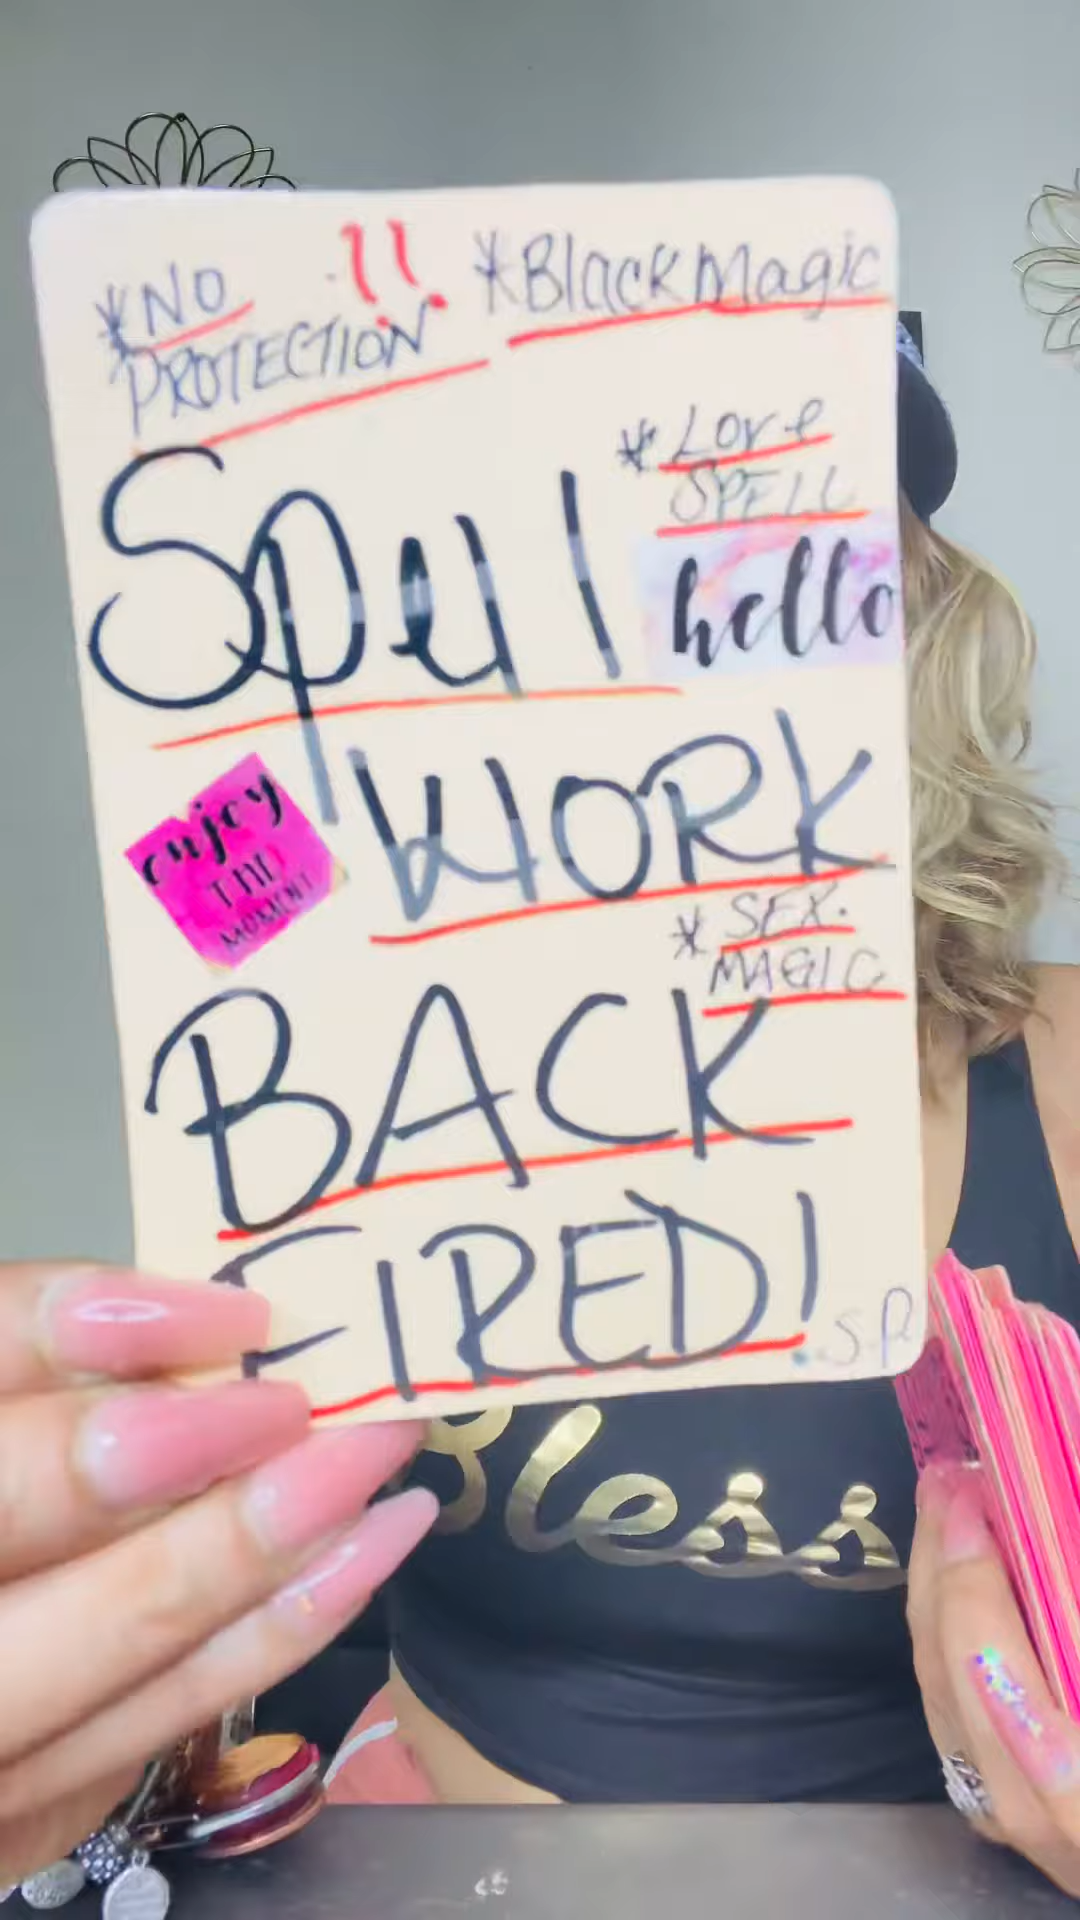 *NO !! *Black Magic
PROTECTION
*Love
SPELL
Spell
hello
enjoy
THE
MOMENT
WORK
*SEX.
MAGIC
BACK
FIRED!
S.P.
Bless